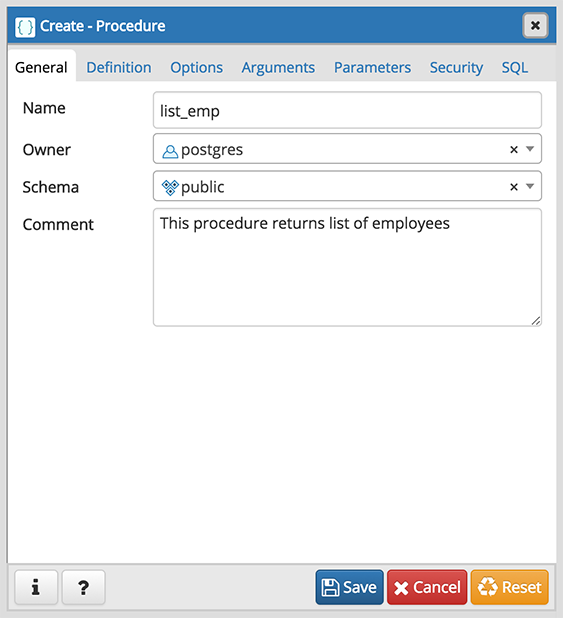 Create - Procedure
General Definition Options Arguments Parameters Security SQL
Name list_emp
Owner postgres
Schema public
Comment This procedure returns list of employees
i ? Save Cancel Reset